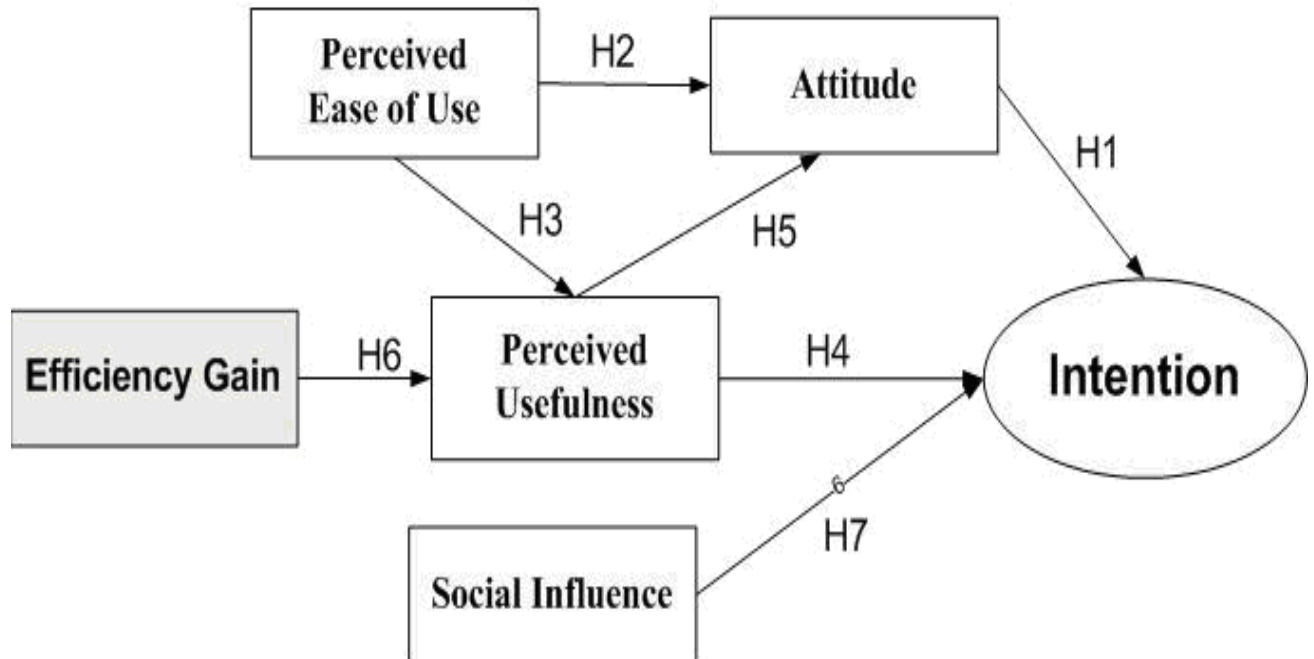 Perceived
Ease of Use
H2
Attitude
H1
H3
H5
Efficiency Gain
H6
Perceived
Usefulness
H4
Intention
6
H7
Social Influence